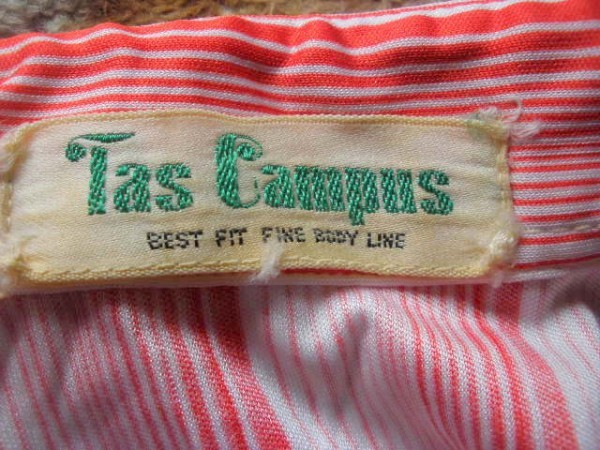 Tas Campus
BEST FIT FINE BODY LINE